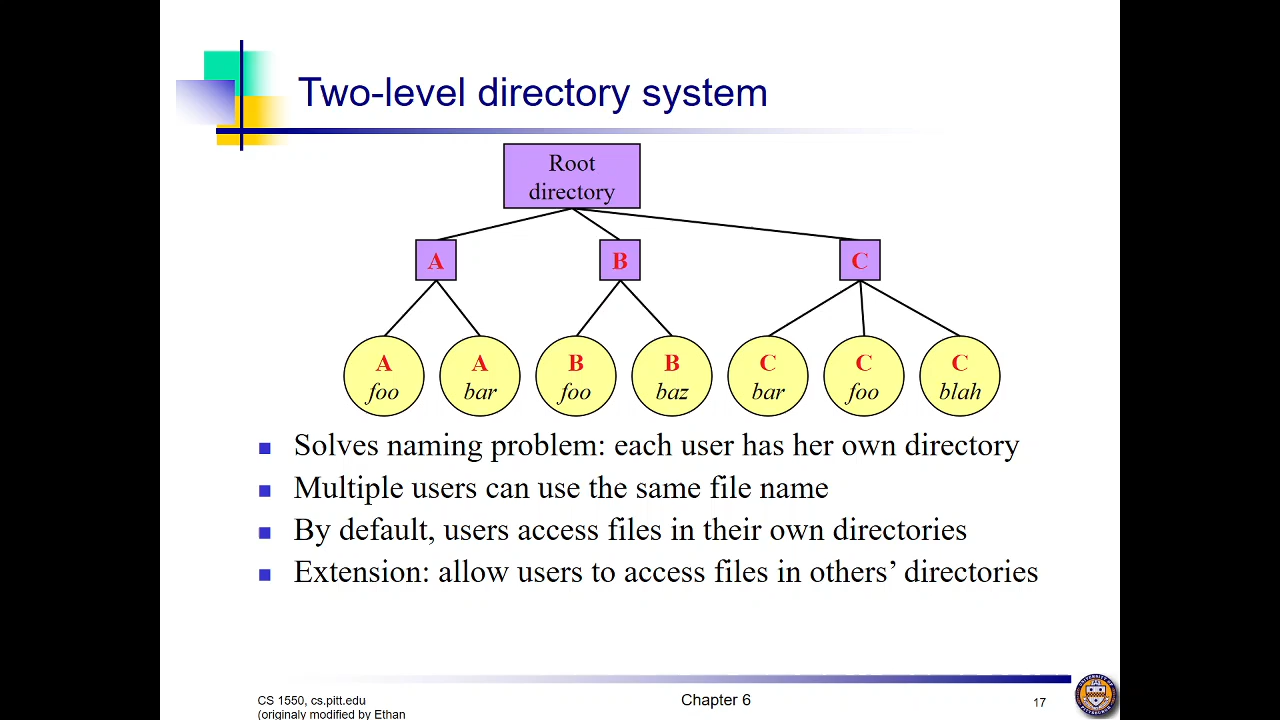 Two-level directory system
Root
directory
A
B
C
A
foo
A
bar
B
foo
B
baz
C
bar
C
foo
C
blah
Solves naming problem: each user has her own directory
Multiple users can use the same file name
By default, users access files in their own directories
Extension: allow users to access files in others’ directories
CS 1550, cs.pitt.edu
(originaly modified by Ethan
Chapter 6
17